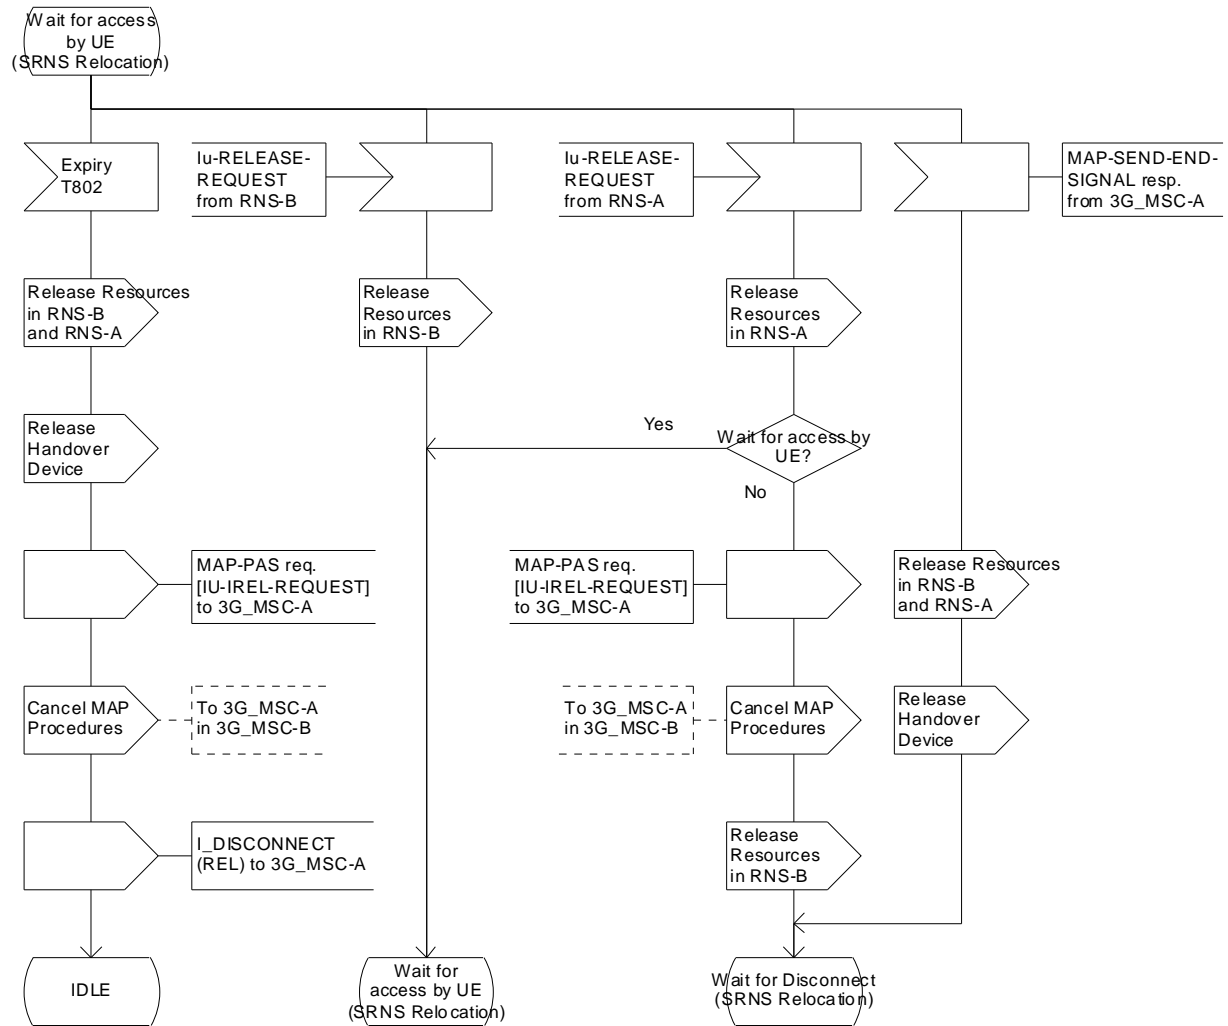 Wait for access
by UE
(SRNS Relocation)
Expiry
T802
Iu-RELEASE-
REQUEST
from RNS-B
Iu-RELEASE-
REQUEST
from RNS-A
MAP-SEND-END-
SIGNAL resp.
from 3G_MSC-A
Release Resources
in RNS-B
and RNS-A
Release
Resources
in RNS-B
Release
Resources
in RNS-A
Release
Handover
Device
Yes
Wait for access by
UE?
No
MAP-PAS req.
[IU-IREL-REQUEST]
to 3G_MSC-A
MAP-PAS req.
[IU-IREL-REQUEST]
to 3G_MSC-A
Release Resources
in RNS-B
and RNS-A
Cancel MAP
Procedures
To 3G_MSC-A
in 3G_MSC-B
To 3G_MSC-A
in 3G_MSC-B
Cancel MAP
Procedures
Release
Handover
Device
I_DISCONNECT
(REL) to 3G_MSC-A
Release
Resources
in RNS-B
IDLE
Wait for
access by UE
(SRNS Relocation)
Wait for Disconnect
(SRNS Relocation)